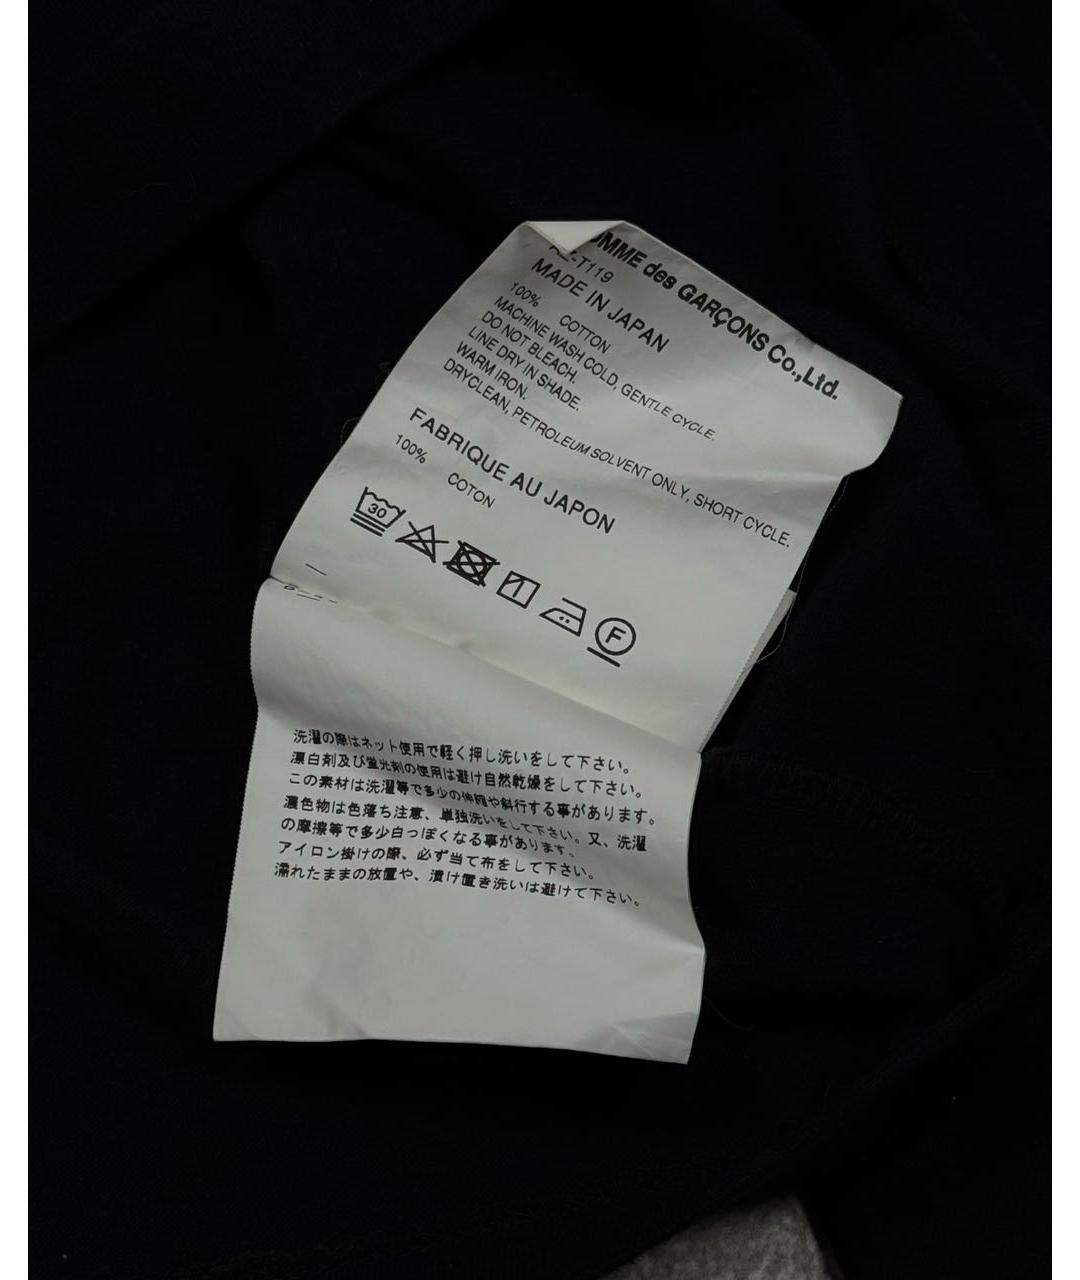 OMME des GARÇONS Co.,Ltd.
-T119
MADE IN JAPAN
100% COTTON
MACHINE WASH COLD, GENTLE CYCLE.
DO NOT BLEACH.
LINE DRY IN SHADE.
WARM IRON.
DRYCLEAN, PETROLEUM SOLVENT ONLY, SHORT CYCLE.
FABRIQUE AU JAPON
100% COTON
30
F
洗濯の際はネット使用で軽く押し洗いをして下さい。
漂白剤及び蛍光剤の使用は避け自然乾燥をして下さい。
この素材は洗濯等で多少の伸縮や斜行する事があります。
濃色物は色落ち注意、単独洗いをして下さい。又、洗濯
の摩擦等で多少白っぽくなる事があります。
アイロン掛けの際、必ず当て布をして下さい。
濡れたままの放置や、漬け置き洗いは避けて下さい。